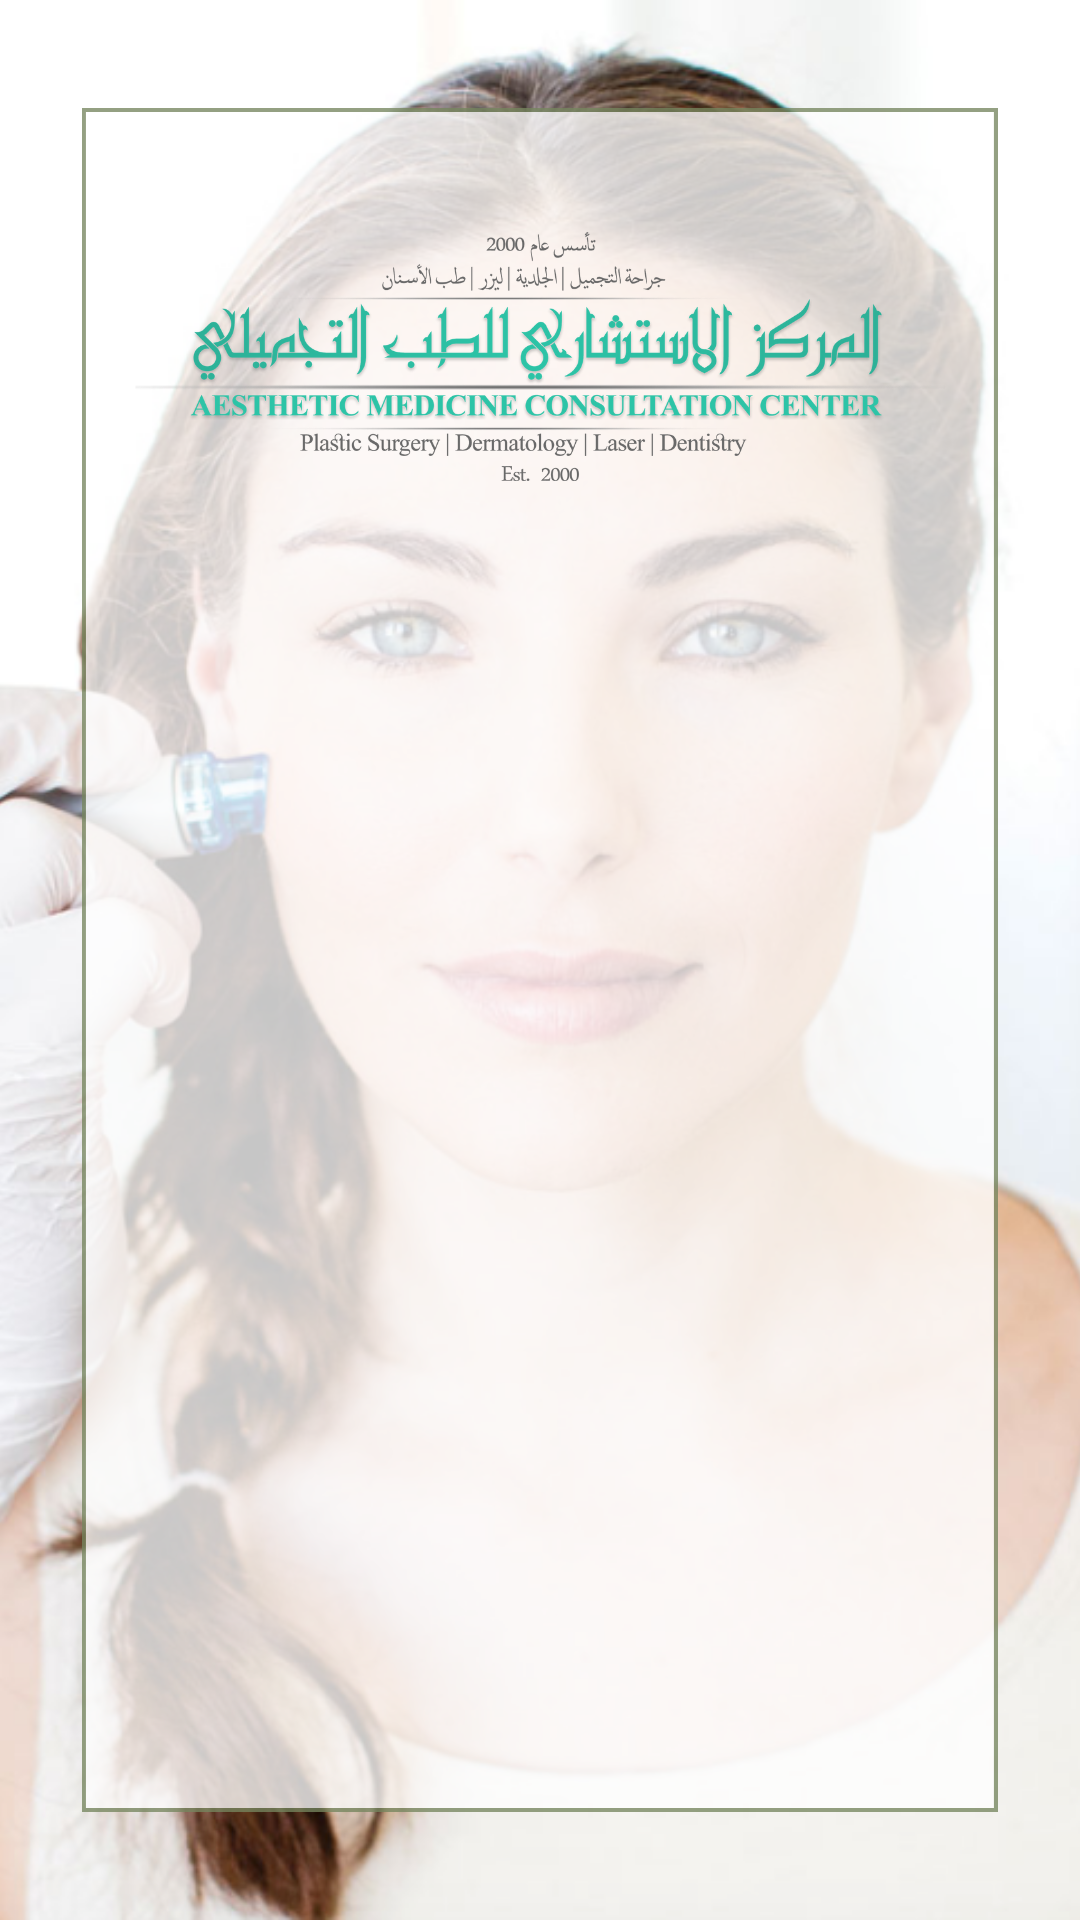 تأسس عام 2000
جراحة التجميل | الجلدية | ليزر | طب الأسنان
المركز الاستشاري للطب التجميلي
AESTHETIC MEDICINE CONSULTATION CENTER
Plastic Surgery | Dermatology | Laser | Dentistry
Est. 2000